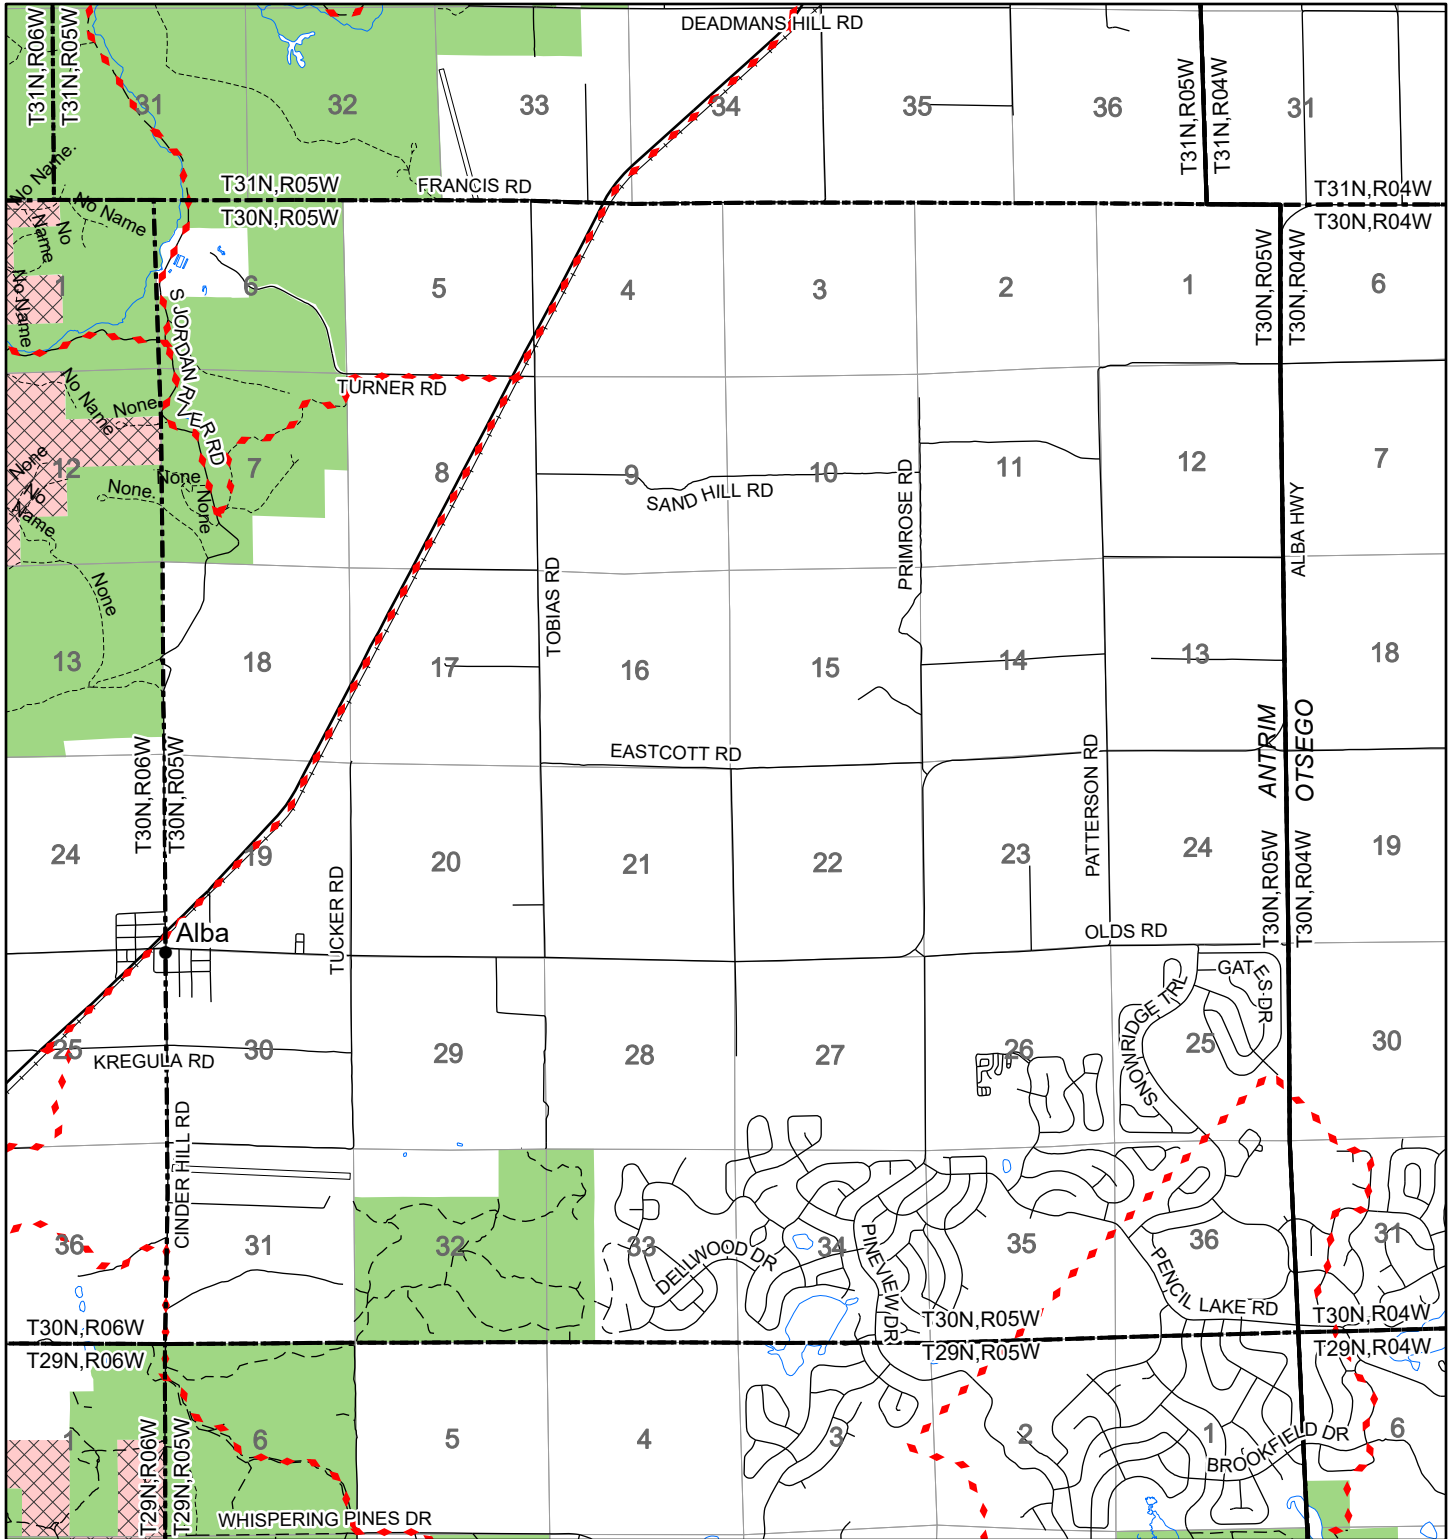 DEADMANS HILL RD
T31N,R06W
T31N,R05W
T31N,R05W
T31N,R04W
31
32
33
34
35
36
31
No Name.
T31N,R05W
FRANCIS RD
T31N,R04W
T30N,R05W
T30N,R04W
No Name
No
Name
No
No Name
T30N,R05W
T30N,R04W
1
6
5
4
3
2
1
6
S JORDAN RIVER RD
TURNER RD
No Name
None
None
12
None
7
8
9
10
11
12
7
No
Name
None.
None
SAND HILL RD
PRIMROSE RD
ALBA HWY
None
TOBIAS RD
13
18
17
16
15
14
13
18
T30N,R06W
T30N,R05W
EASTCOTT RD
PATTERSON RD
ANTRIM
OTSEGO
24
19
20
21
22
23
24
19
TUCKER RD
T30N,R05W
T30N,R04W
Alba
OLDS RD
GATES DR
25
KREGULA RD
30
29
28
27
26
25
30
TRL
RIDGE
MONS
CINDER HILL RD
36
31
32
33
34
35
36
31
DELLWOOD DR
PINEVIEW DR
PENCIL LAKE RD
T30N,R06W
T30N,R05W
T30N,R04W
T29N,R06W
T29N,R05W
T29N,R04W
T29N,R06W
T29N,R05W
1
6
5
4
3
2
1
6
BROOKFIELD DR
WHISPERING PINES DR